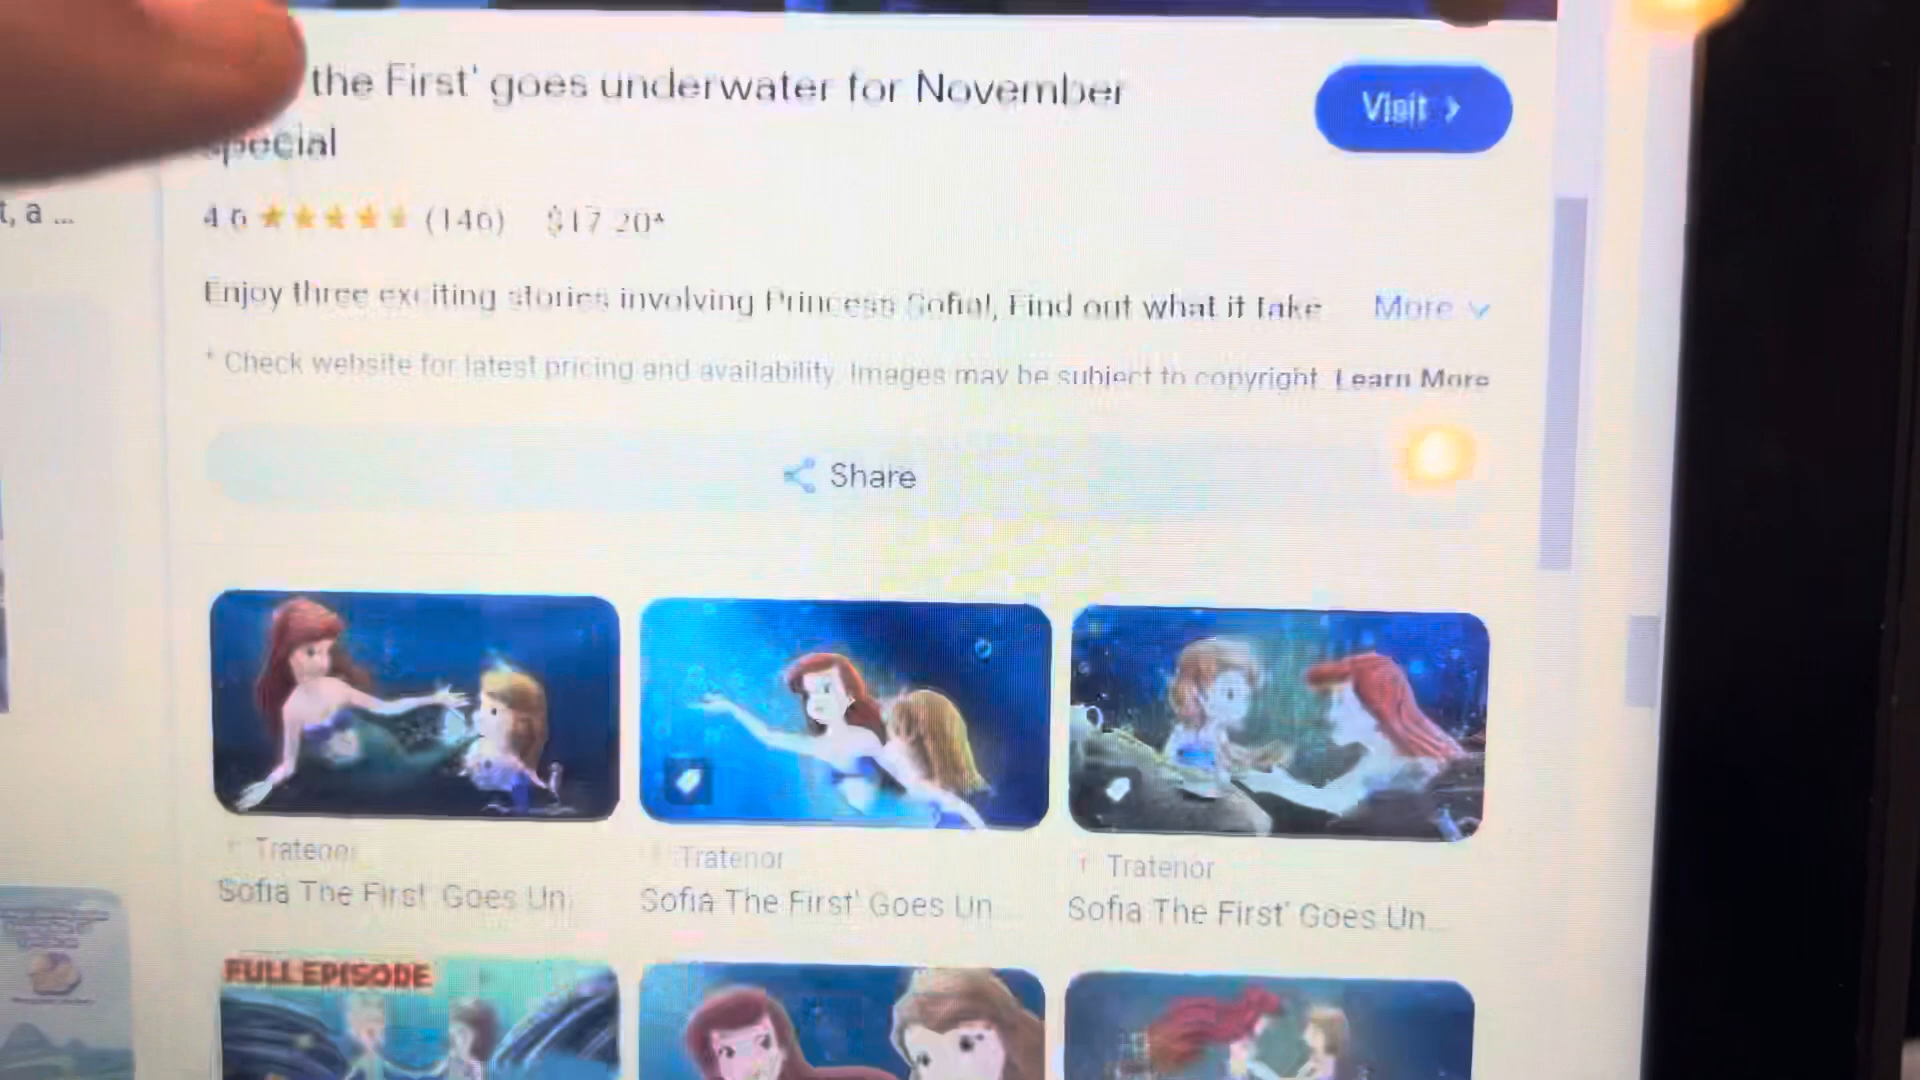 the First' goes underwater for November
special
t, a ...
4.6 (146) $17.20*
Enjoy three exciting stories involving Princess Sofia!, Find out what it take More
* Check website for latest pricing and availability. Images may be subject to copyright. Learn More
Visit
Share
Tratenor
Sofia The First' Goes Un...
Tratenor
Sofia The First' Goes Un...
Tratenor
Sofia The First' Goes Un...
FULL EPISODE